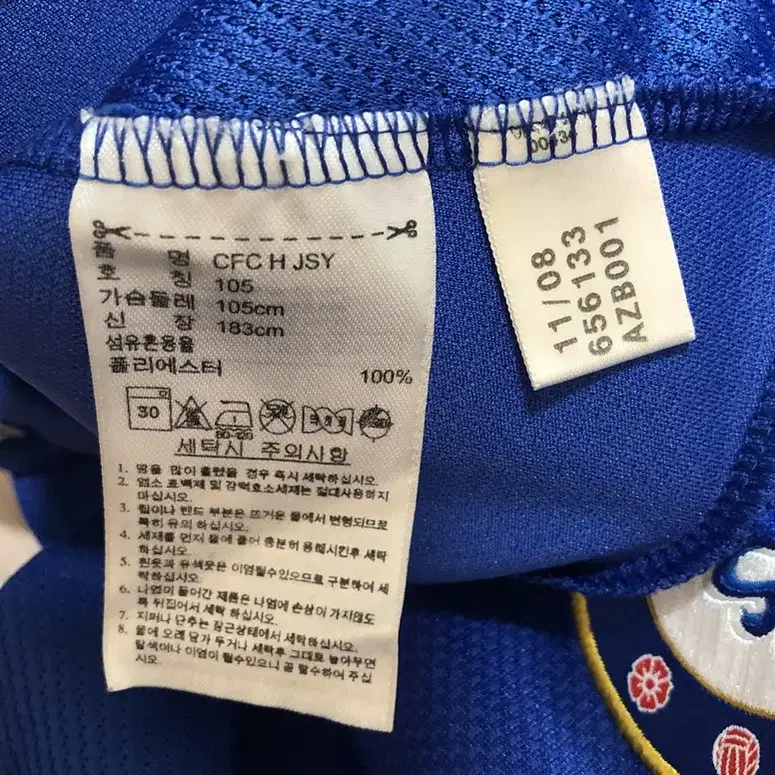 품 명 CFC H JSY
호 칭 105
가슴둘레 105cm
신 장 183cm
섬유혼용율
폴리에스터 100%
30
80-120
세탁시 주의사항
1. 땀을 많이 흘렸을 경우 즉시 세탁하십시오.
2. 염소 표백제 및 강력효소세제는 절대사용하지
마십시오.
3. 필이나 밴드 부분은 뜨거운 물에서 변형되므로
특히 유의 하십시오.
4. 세제를 먼저 물에 풀어 충분히 용해시킨후 세탁
하십시오.
5. 흰옷과 유색옷은 이염될수있으므로 구분하여 세
탁하십시오.
6. 나염이 들어간 제품은 나염에 손상이 가지않도
록 뒤집어서 세탁 하십시오.
7. 지퍼나 단추는 잠근상태에서 세탁 하십시오.
8. 물에 오래 담가 두거나 세탁후 그대로 놓아두면
탈색이나 이염이 될수있으니 꼭 탈수하여 주십
시오.
11/08
656133
AZB001